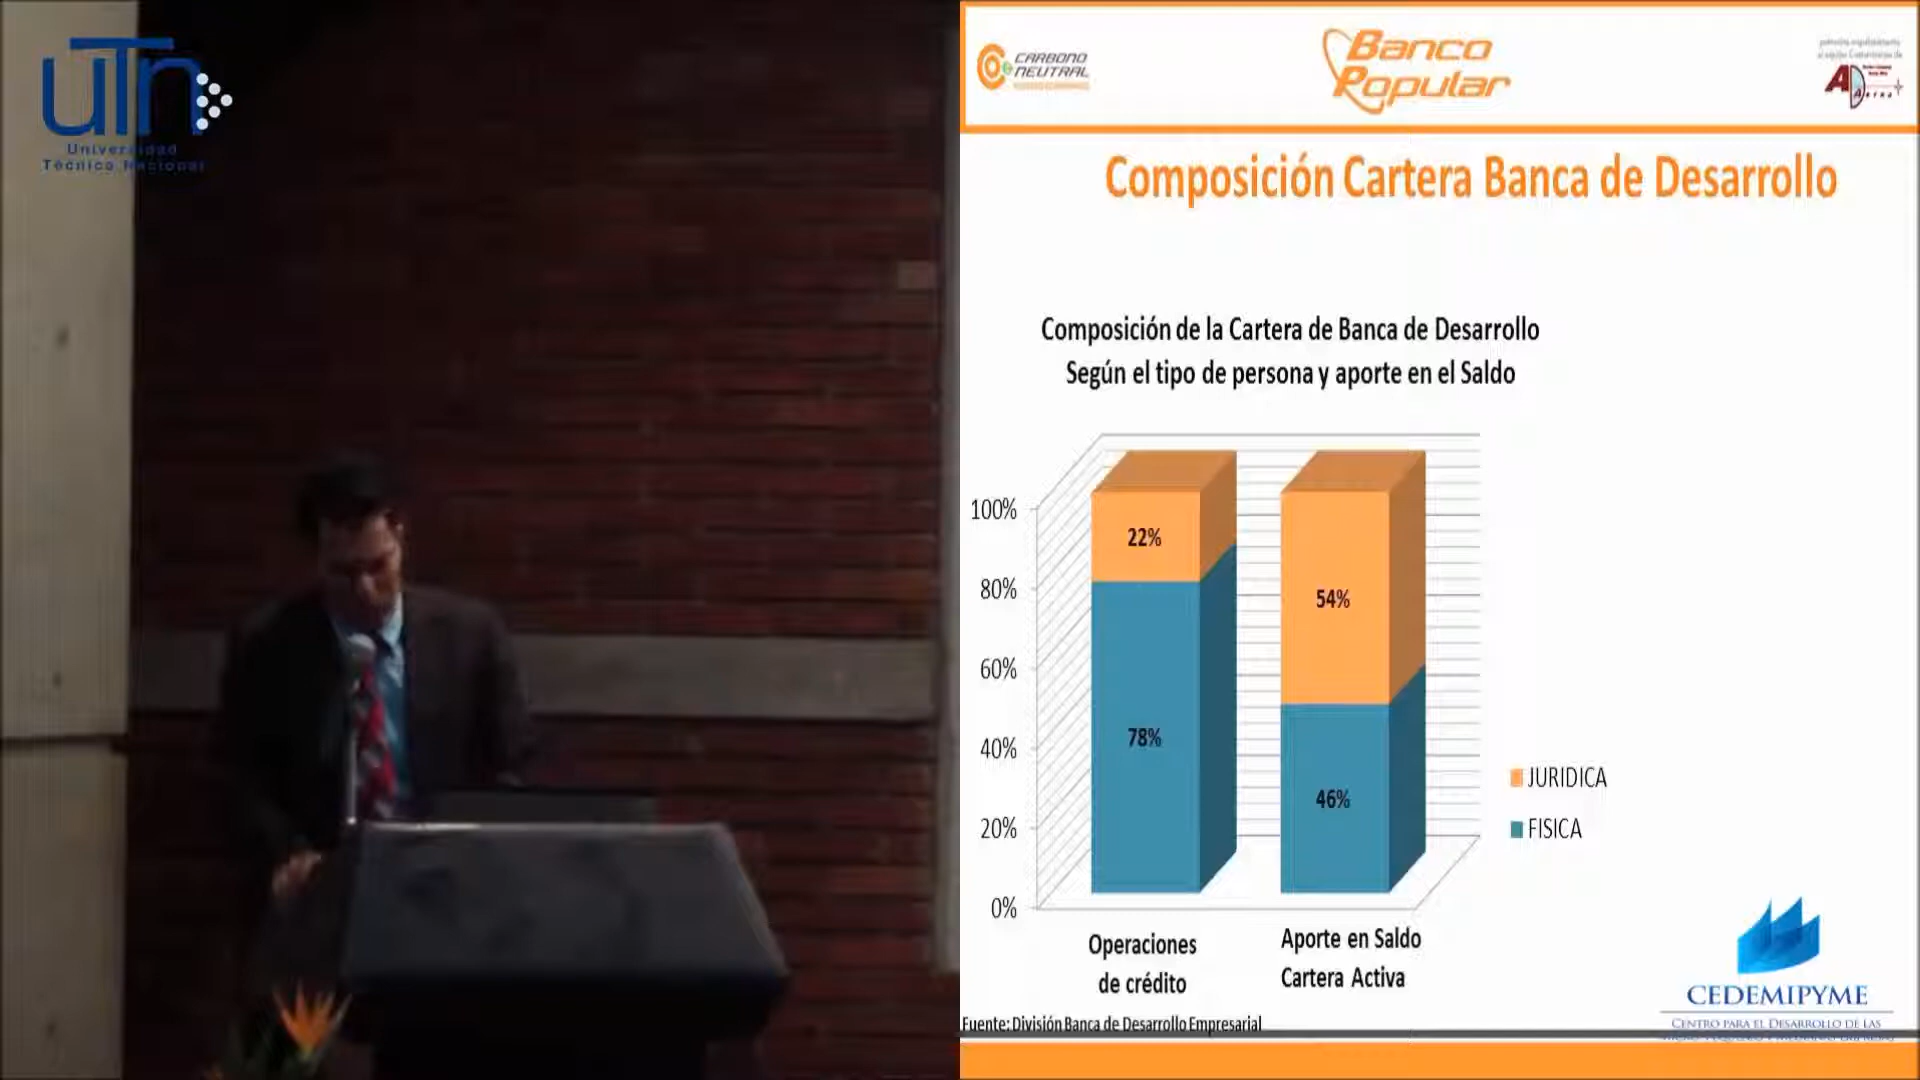 uTn
Universidad
Técnica Nacional
CARBONO
NEUTRAL
Banco
Popular
Composición Cartera Banca de Desarrollo
Composición de la Cartera de Banca de Desarrollo
Según el tipo de persona y aporte en el Saldo
100%
80%
60%
40%
20%
0%
22%
78%
54%
46%
JURIDICA
FISICA
Operaciones
de crédito
Aporte en Saldo
Cartera Activa
Fuente: División Banca de Desarrollo Empresarial
CEDEMIPYME
CENTRO PARA EL DESARROLLO DE LAS